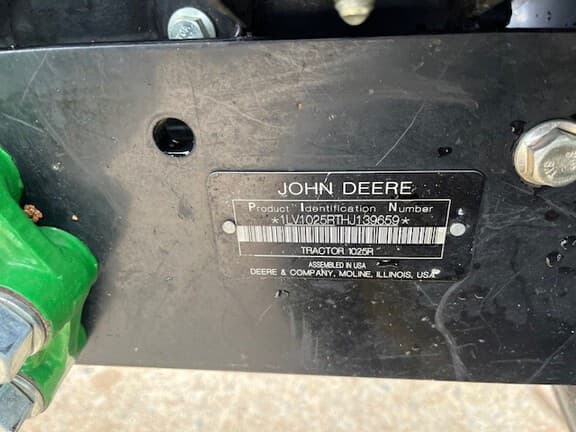 JOHN DEERE
Product Identification Number
*1LV1025RTHJ139659*
TRACTOR 1025R
ASSEMBLED IN USA
DEERE & COMPANY, MOLINE, ILLINOIS, USA